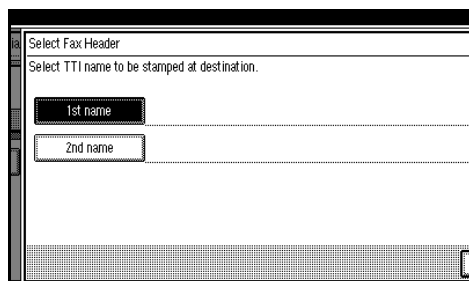 Select Fax Header
Select TTI name to be stamped at destination.
1st name
2nd name